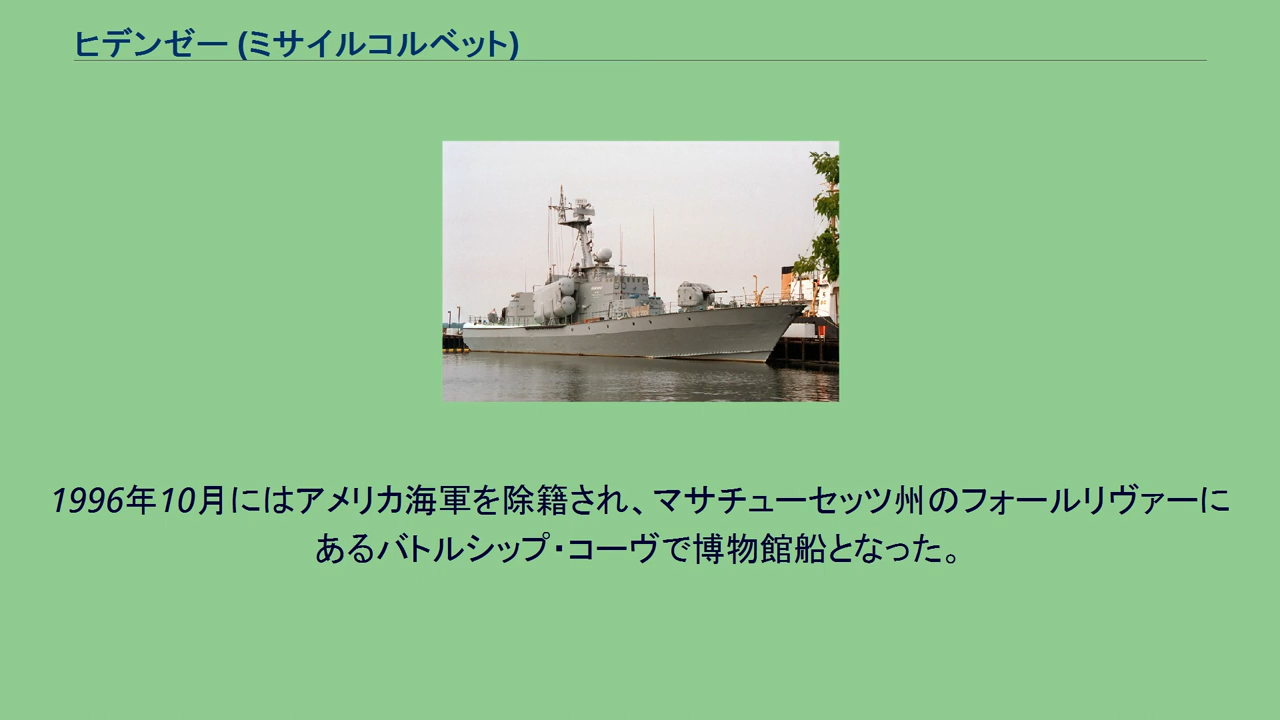 ヒデンゼー (ミサイルコルベット)
1996年10月にはアメリカ海軍を除籍され、マサチューセッツ州のフォールリヴァーに
あるバトルシップ・コーヴで博物館船となった。